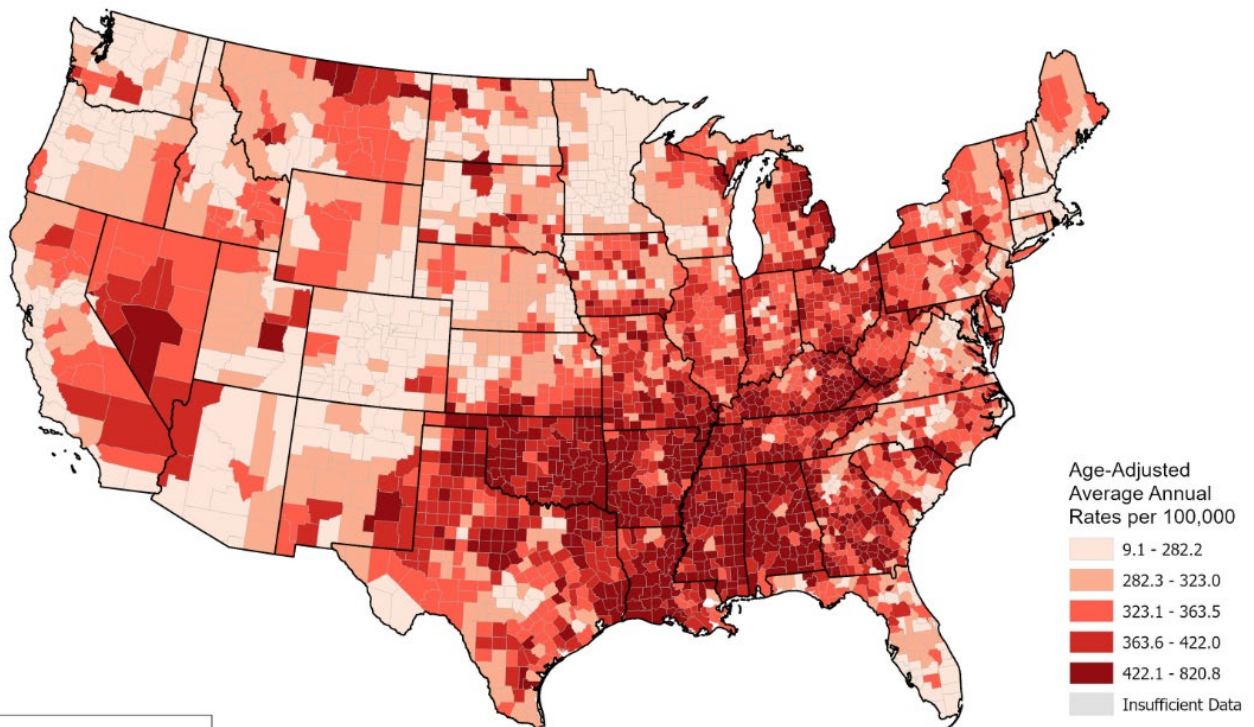 Age-Adjusted
Average Annual
Rates per 100,000
9.1 - 282.2
282.3 - 323.0
323.1 - 363.5
363.6 - 422.0
422.1 - 820.8
Insufficient Data